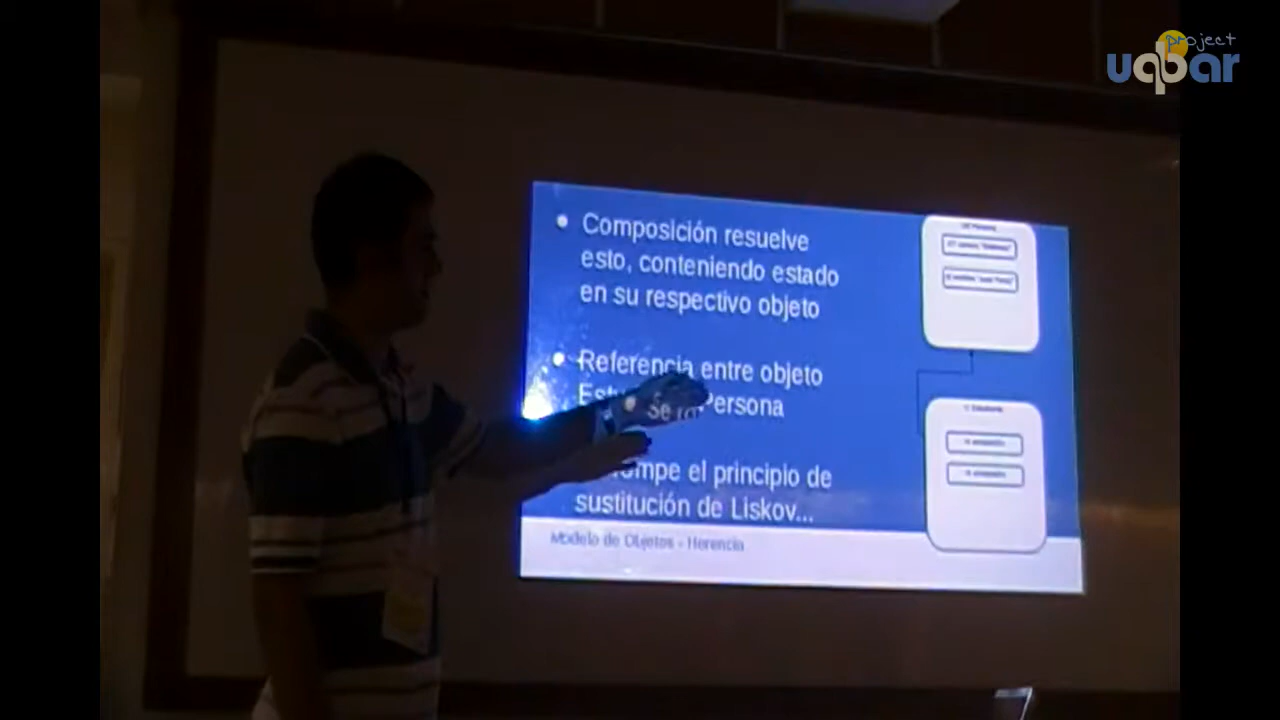 project
uqbar
Composición resuelve
esto, conteniendo estado
en su respectivo objeto
Referencia entre objeto
Persona
Se
rompe el principio de
sustitución de Liskov...
Modelo de Objetos - Herencia